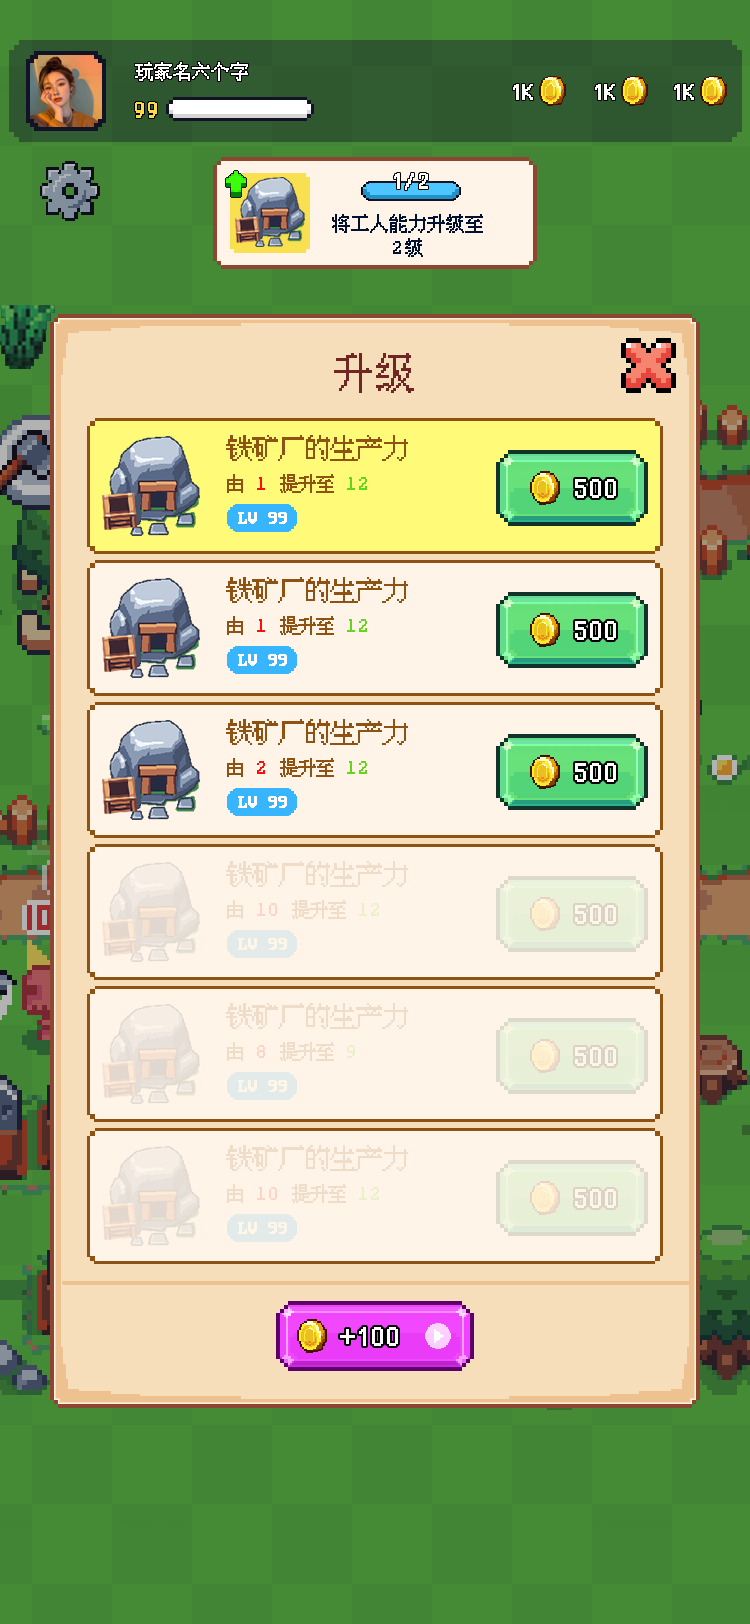 玩家名六个字
99
1K 1K 1K
1/2
将工人能力升级至
2级
升级
铁矿厂的生产力
由 1 提升至 12
LV 99
500
铁矿厂的生产力
由 1 提升至 12
LV 99
500
铁矿厂的生产力
由 2 提升至 12
LV 99
500
铁矿厂的生产力
由 10 提升至 12
LV 99
500
铁矿厂的生产力
由 8 提升至 9
LV 99
500
铁矿厂的生产力
由 10 提升至 12
LV 99
500
+100